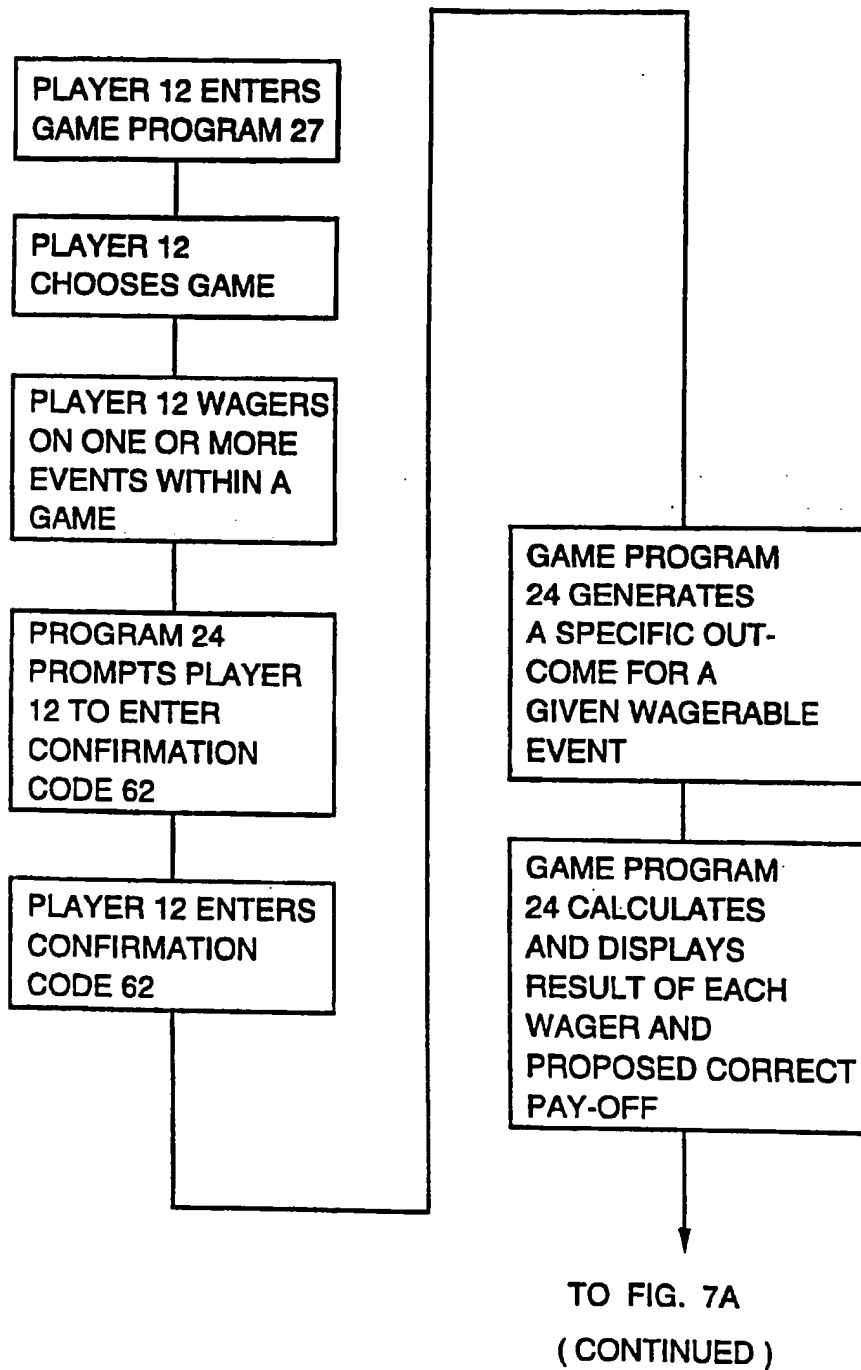 PLAYER 12 ENTERS
GAME PROGRAM 27
PLAYER 12
CHOOSES GAME
PLAYER 12 WAGERS
ON ONE OR MORE
EVENTS WITHIN A
GAME
PROGRAM 24
PROMPTS PLAYER
12 TO ENTER
CONFIRMATION
CODE 62
PLAYER 12 ENTERS
CONFIRMATION
CODE 62
GAME PROGRAM
24 GENERATES
A SPECIFIC OUT-
COME FOR A
GIVEN WAGERABLE
EVENT
GAME PROGRAM
24 CALCULATES
AND DISPLAYS
RESULT OF EACH
WAGER AND
PROPOSED CORRECT
PAY-OFF
TO FIG. 7A
( CONTINUED )